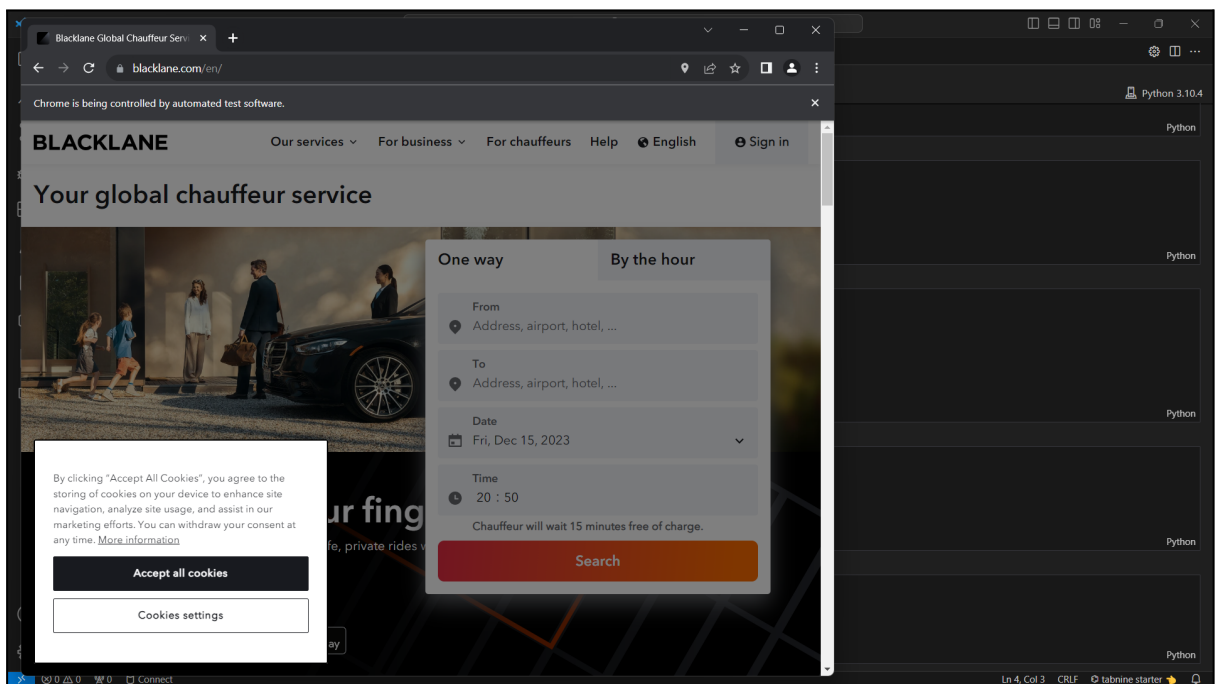 Blacklane Global Chauffeur Servi
blacklane.com/en/
Chrome is being controlled by automated test software.
BLACKLANE
Our services
For business
For chauffeurs
Help
English
Sign in
Your global chauffeur service
One way
By the hour
From
Address, airport, hotel, ...
To
Address, airport, hotel, ...
Date
Fri, Dec 15, 2023
Time
20 : 50
Chauffeur will wait 15 minutes free of charge.
Search
ur fing
fe, private rides w
ay
By clicking “Accept All Cookies”, you agree to the
storing of cookies on your device to enhance site
navigation, analyze site usage, and assist in our
marketing efforts. You can withdraw your consent at
any time. More information
Accept all cookies
Cookies settings
Python 3.10.4
Python
Python
Python
Python
Python
0 0 0 Connect
Ln 4, Col 3 CRLF tabnine starter